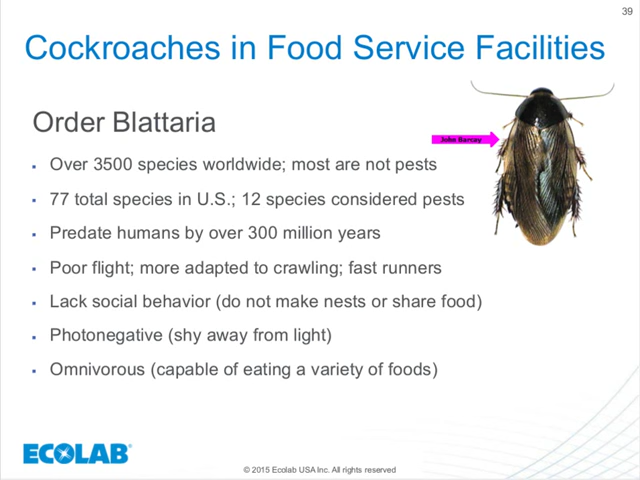 39
Cockroaches in Food Service Facilities
Order Blattaria
John Barcay
Over 3500 species worldwide; most are not pests
77 total species in U.S.; 12 species considered pests
Predate humans by over 300 million years
Poor flight; more adapted to crawling; fast runners
Lack social behavior (do not make nests or share food)
Photonegative (shy away from light)
Omnivorous (capable of eating a variety of foods)
ECOLAB®
© 2015 Ecolab USA Inc. All rights reserved